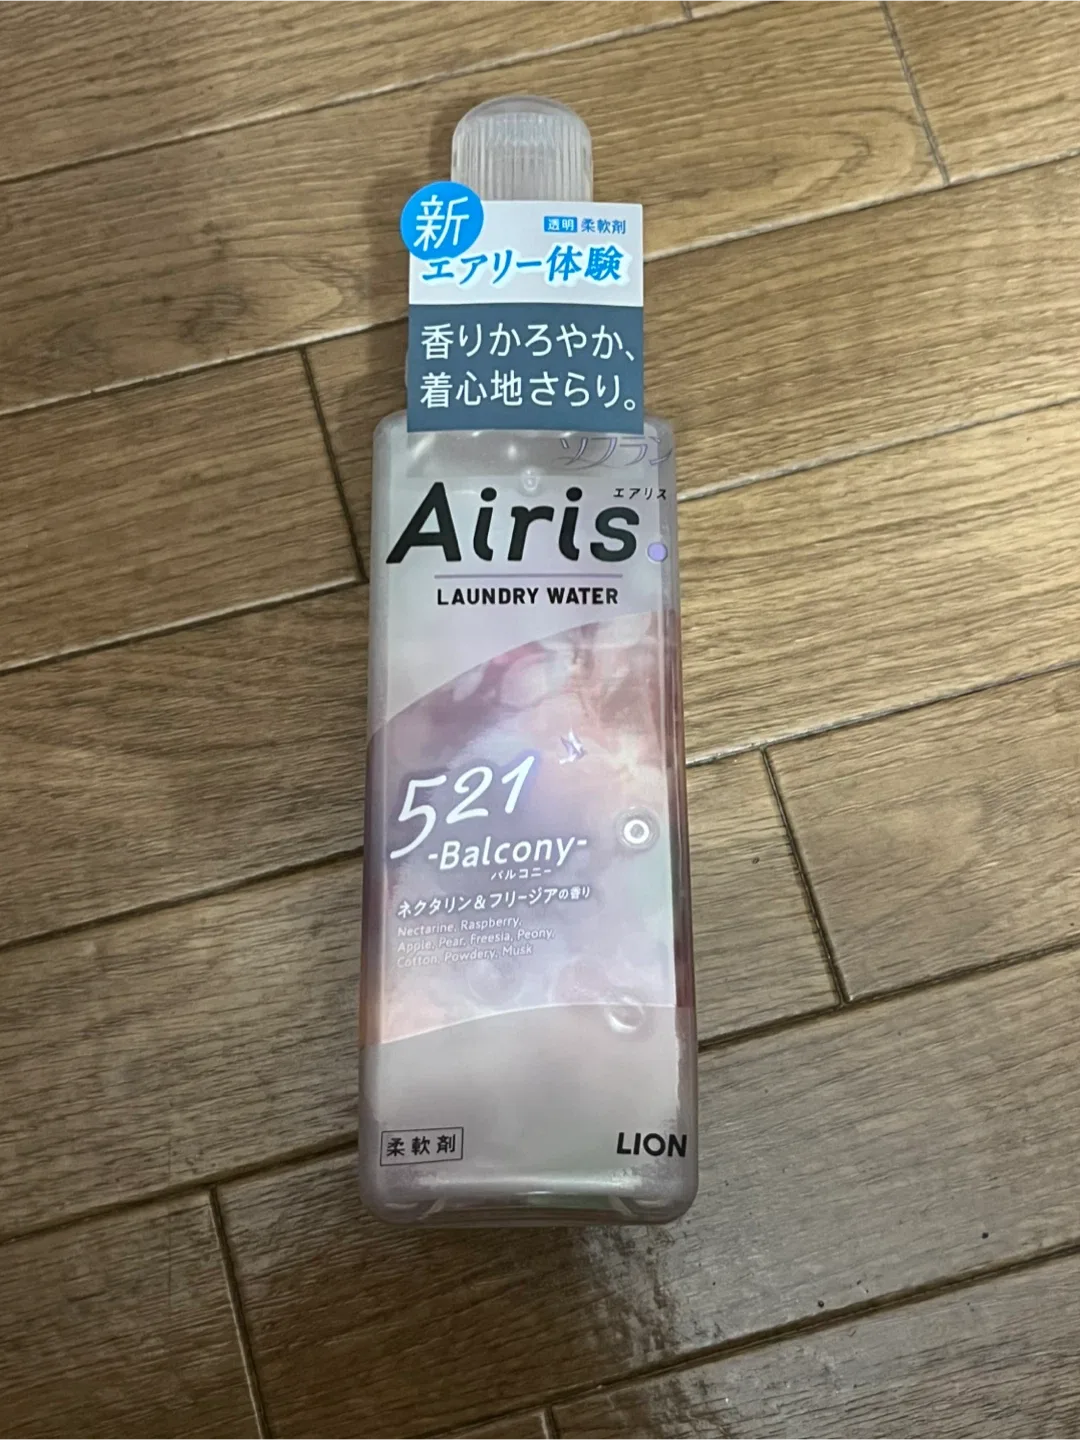 新
透明 柔軟剤
エアリー体験
香りかろやか、
着心地さらり。
ソフラン
エアリス
Airis.
LAUNDRY WATER
521
-Balcony-
バルコニー
ネクタリン&フリージアの香り
Nectarine, Raspberry,
Apple, Pear, Freesia, Peony,
Cotton, Powdery, Musk
柔軟剤
LION